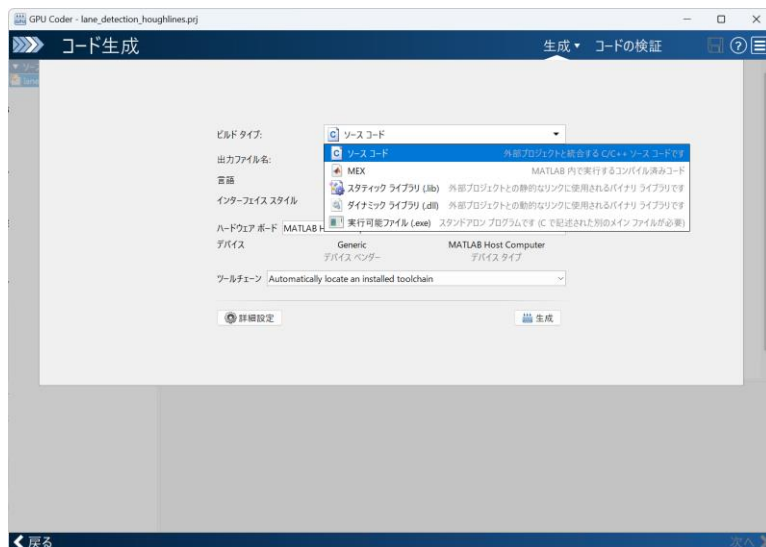 GPU Coder - lane_detection_houghlines.prj
コード生成
生成 コードの検証
ソース
lane
ビルド タイプ: ソース コード
ソース コード 外部プロジェクトと統合する C/C++ ソース コードです
出力ファイル名:
MEX MATLAB 内で実行するコンパイル済みコード
言語
スタティック ライブラリ (.lib) 外部プロジェクトとの静的なリンクに使用されるバイナリ ライブラリです
インターフェイス スタイル
ダイナミック ライブラリ (.dll) 外部プロジェクトとの動的なリンクに使用されるバイナリ ライブラリです
実行可能ファイル (.exe) スタンドアロン プログラムです (C で記述された別のメイン ファイルが必要)
ハードウェア ボード MATLAB H
デバイス Generic MATLAB Host Computer
デバイス ベンダー デバイス タイプ
ツールチェーン Automatically locate an installed toolchain
詳細設定 生成
戻る 次へ